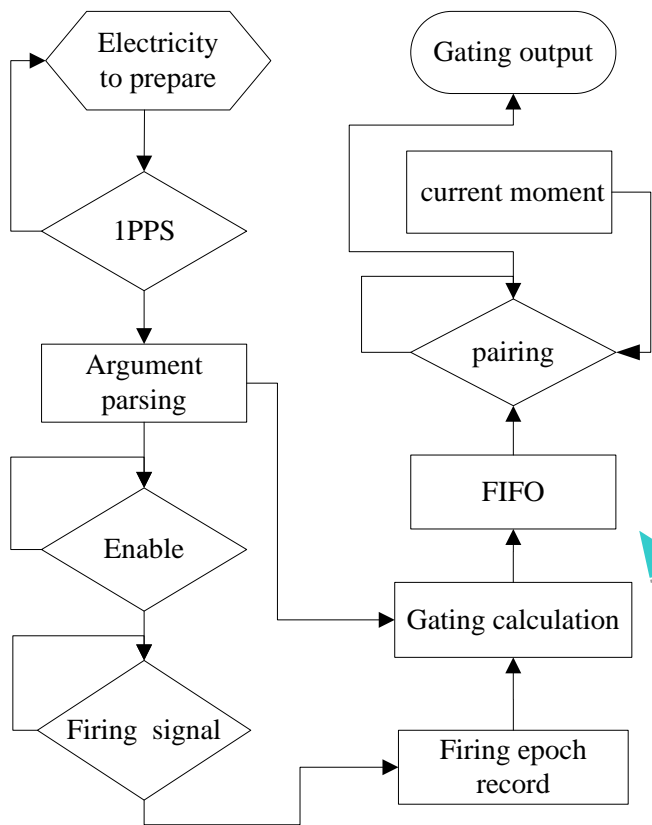 Electricity
to prepare
1PPS
Argument
parsing
Enable
Firing signal
Gating output
current moment
pairing
FIFO
Gating calculation
Firing epoch
record